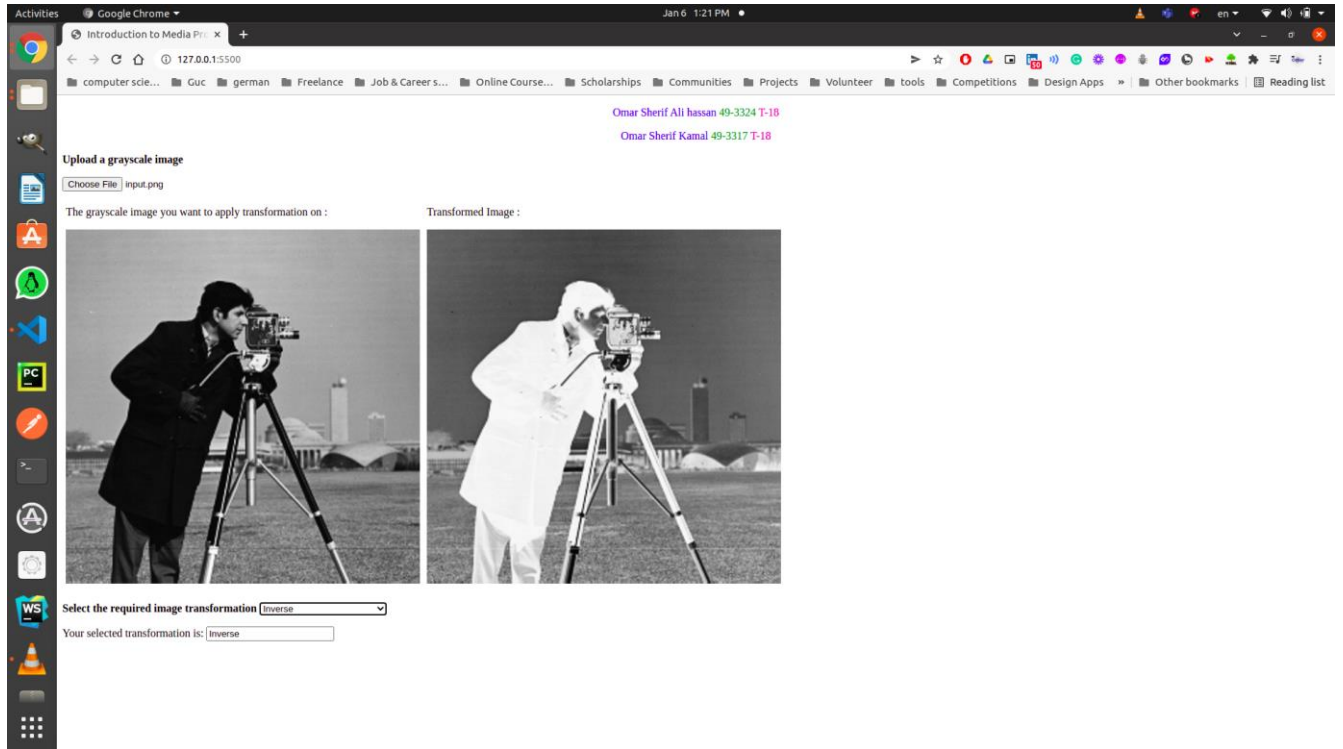 Activities Google Chrome Jan 6 1:21 PM en
Introduction to Media Pro
127.0.0.1:5500
computer scie... Guc german Freelance Job & Career s... Online Course... Scholarships Communities Projects Volunteer tools Competitions Design Apps » Other bookmarks Reading list
Omar Sherif Ali hassan 49-3324 T-18
Omar Sherif Kamal 49-3317 T-18
Upload a grayscale image
Choose File input.png
The grayscale image you want to apply transformation on : Transformed Image :
Select the required image transformation Inverse
Your selected transformation is: Inverse
PC
WS